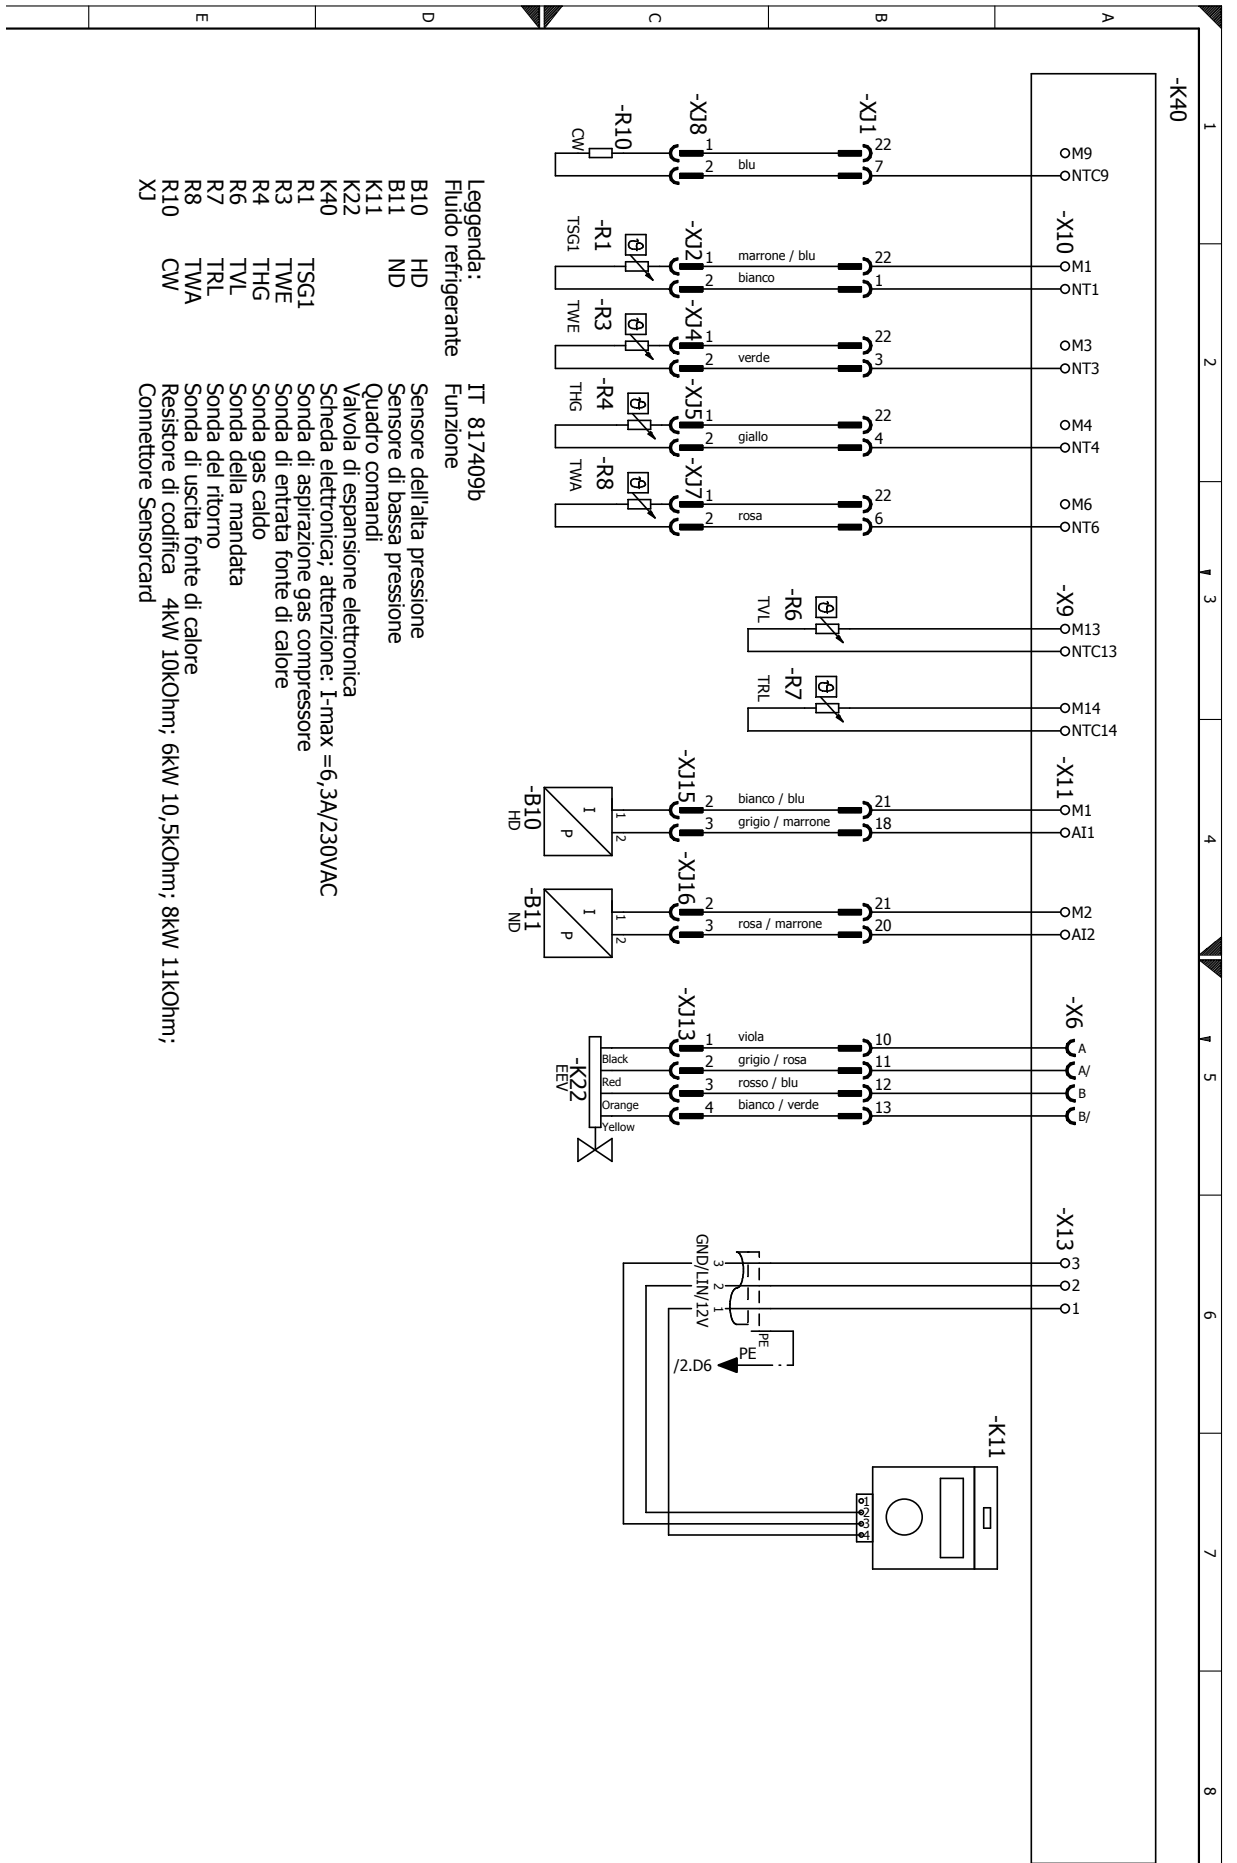 E
D
C
B
A
1
2
3
4
5
6
7
8
-K40
-XJ8
-XJ1
-R10
CW
1
2
blu
22
7
M9
NTC9
-X10
-XJ2
-R1
TSG1
1
2
marrone / blu
bianco
22
1
M1
NT1
-XJ4
-R3
TWE
1
2
verde
22
3
M3
NT3
-XJ5
-R4
THG
1
2
giallo
22
4
M4
NT4
-XJ7
-R8
TWA
1
2
rosa
22
6
M6
NT6
-X9
-R6
TVL
M13
NTC13
-R7
TRL
M14
NTC14
-X11
-XJ15
-B10
HD
I
P
1
2
2
3
bianco / blu
grigio / marrone
21
18
M1
AI1
-XJ16
-B11
ND
I
P
1
2
2
3
rosa / marrone
21
20
M2
AI2
-X6
-XJ13
-K22
EEV
Black
Red
Orange
Yellow
1
2
3
4
viola
grigio / rosa
rosso / blu
bianco / verde
10
11
12
13
A
A/
B
B/
-X13
3
2
1
GND/LIN/12V
3
2
1
PE
PE
/2.D6
-K11
1
2
3
4
Leggenda: IT 817409b
Fluido refrigerante Funzione
B10 HD Sensore dell'alta pressione
B11 ND Sensore di bassa pressione
K11 Quadro comandi
K22 Valvola di espansione elettronica
K40 Scheda elettronica; attenzione: I-max =6,3A/230VAC
R1 TSG1 Sonda di aspirazione gas compressore
R3 TWE Sonda di entrata fonte di calore
R4 THG Sonda gas caldo
R6 TVL Sonda della mandata
R7 TRL Sonda del ritorno
R8 TWA Sonda di uscita fonte di calore
R10 CW Resistore di codifica 4kW 10kOhm; 6kW 10,5kOhm; 8kW 11kOhm;
XJ Connettore Sensorcard